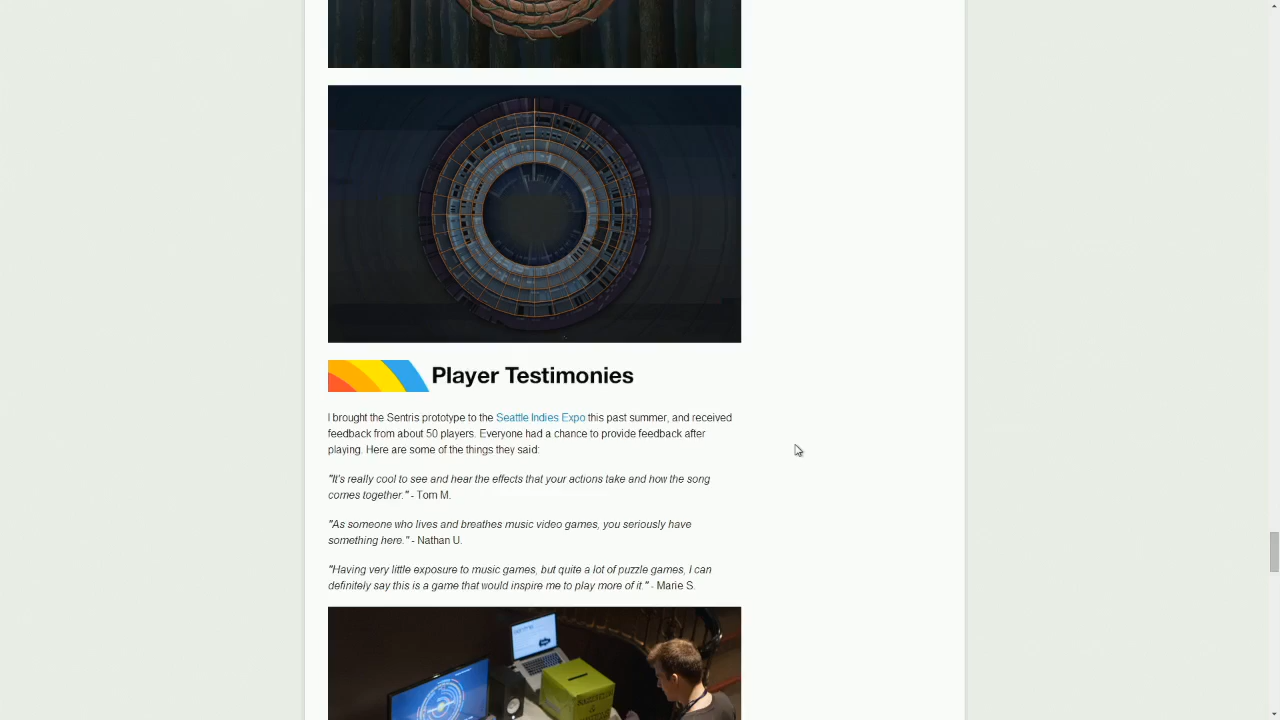 Player Testimonies
I brought the Sentris prototype to the Seattle Indies Expo this past summer, and received
feedback from about 50 players. Everyone had a chance to provide feedback after
playing. Here are some of the things they said:
"It's really cool to see and hear the effects that your actions take and how the song
comes together." - Tom M.
"As someone who lives and breathes music video games, you seriously have
something here." - Nathan U.
"Having very little exposure to music games, but quite a lot of puzzle games, I can
definitely say this is a game that would inspire me to play more of it." - Marie S.